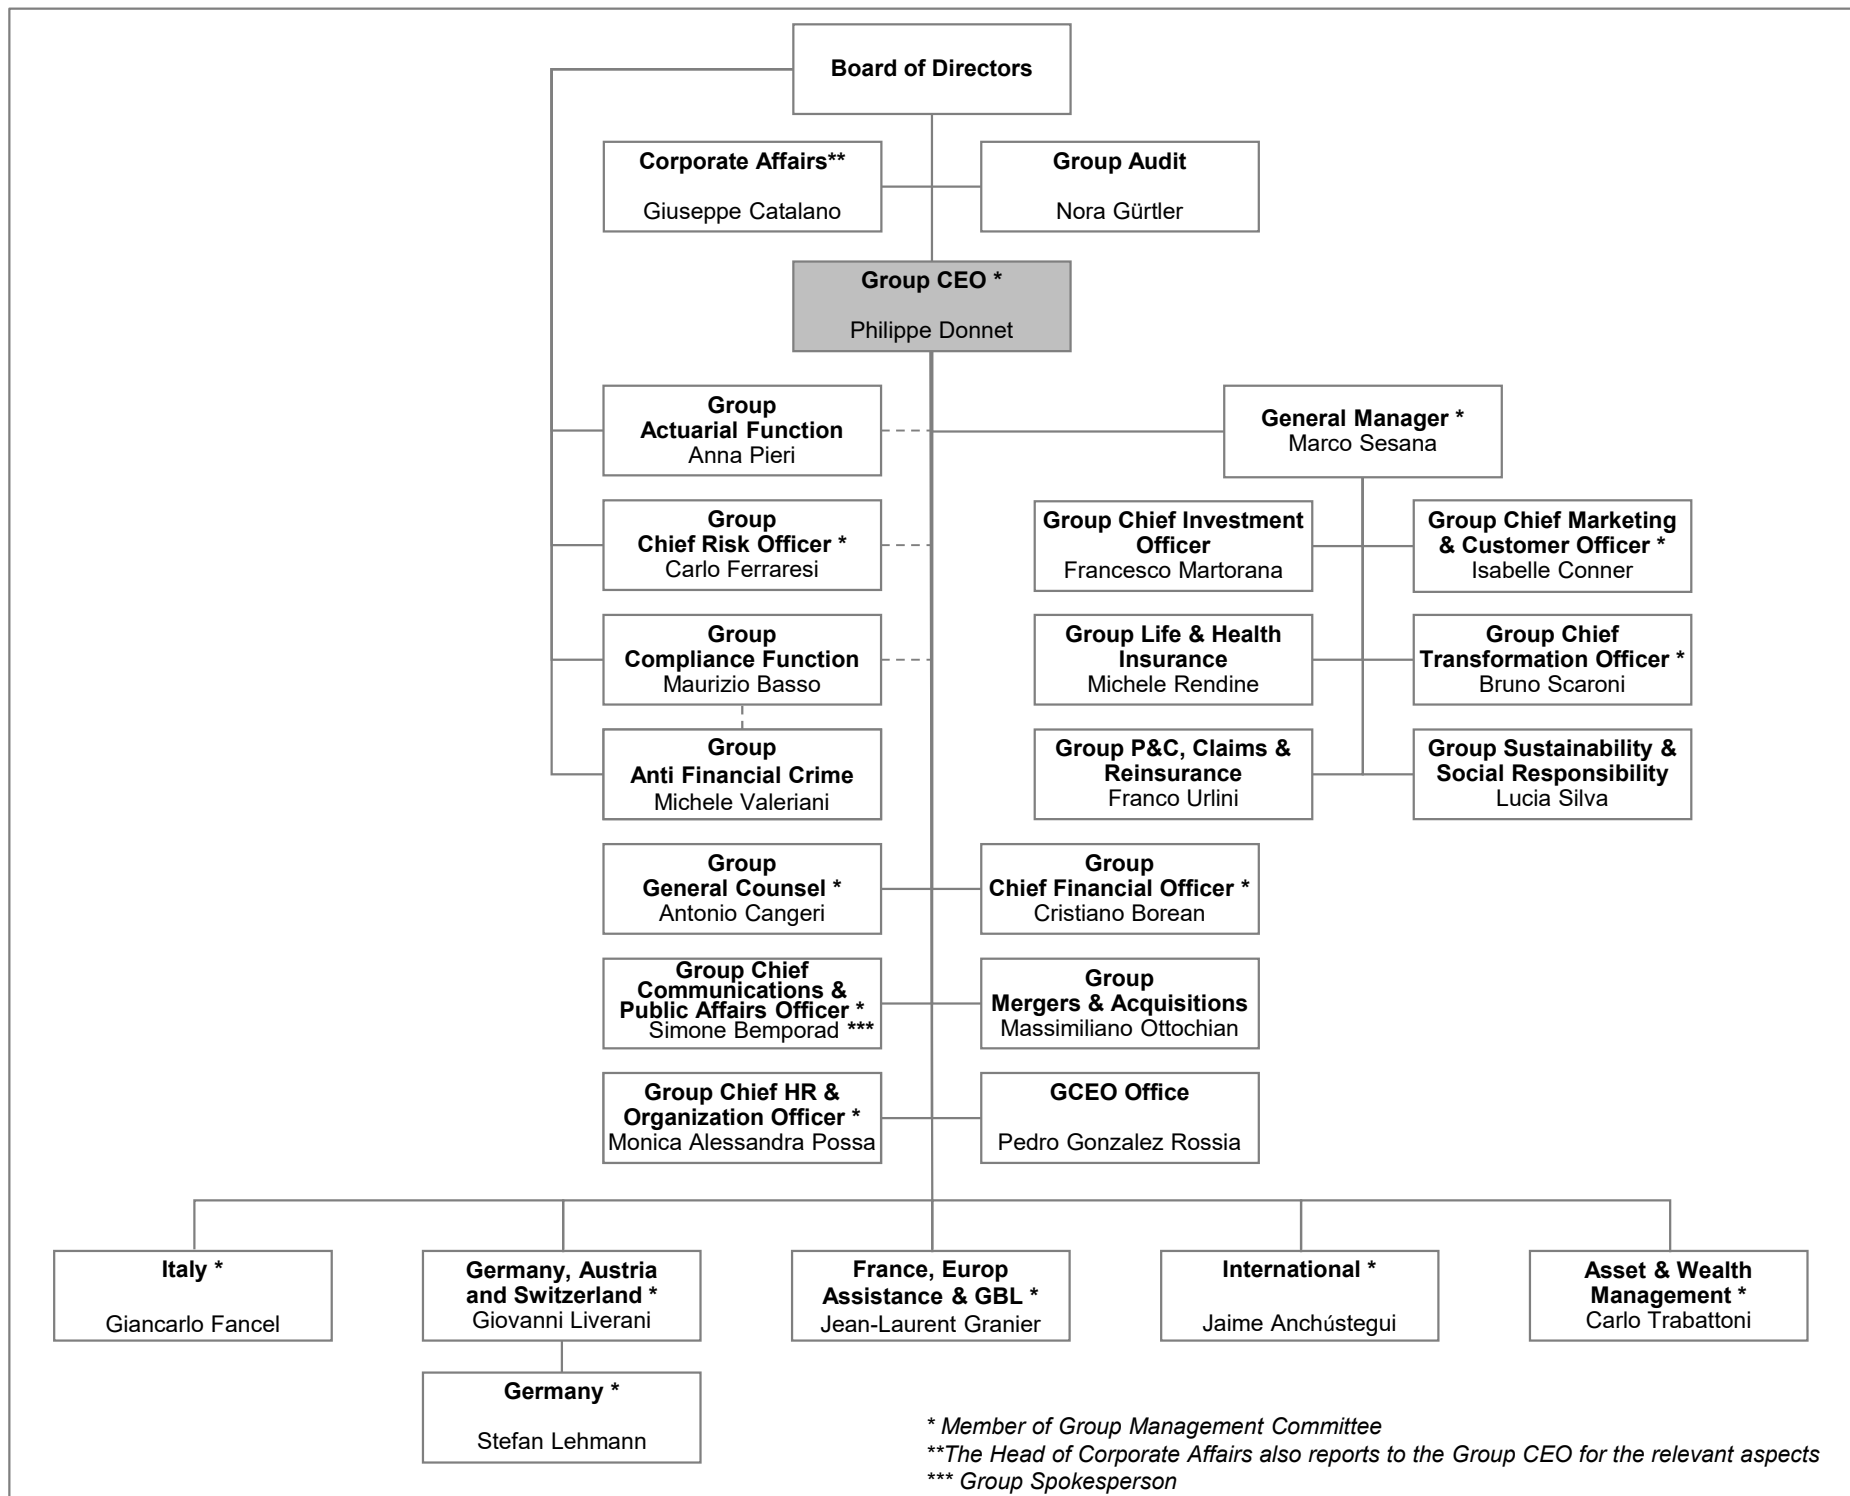 Board of Directors
Corporate Affairs**
Giuseppe Catalano
Group Audit
Nora Gürtler
Group CEO *
Philippe Donnet
Group
Actuarial Function
Anna Pieri
General Manager *
Marco Sesana
Group
Chief Risk Officer *
Carlo Ferraresi
Group Chief Investment
Officer
Francesco Martorana
Group Chief Marketing
& Customer Officer *
Isabelle Conner
Group
Compliance Function
Maurizio Basso
Group Life & Health
Insurance
Michele Rendine
Group Chief
Transformation Officer *
Bruno Scaroni
Group
Anti Financial Crime
Michele Valeriani
Group P&C, Claims &
Reinsurance
Franco Urlini
Group Sustainability &
Social Responsibility
Lucia Silva
Group
General Counsel *
Antonio Cangeri
Group
Chief Financial Officer *
Cristiano Borean
Group Chief
Communications &
Public Affairs Officer *
Simone Bemporad ***
Group
Mergers & Acquisitions
Massimiliano Ottochian
Group Chief HR &
Organization Officer *
Monica Alessandra Possa
GCEO Office
Pedro Gonzalez Rossia
Italy *
Giancarlo Fancel
Germany, Austria
and Switzerland *
Giovanni Liverani
France, Europ
Assistance & GBL *
Jean-Laurent Granier
International *
Jaime Anchústegui
Asset & Wealth
Management *
Carlo Trabattoni
Germany *
Stefan Lehmann
* Member of Group Management Committee
**The Head of Corporate Affairs also reports to the Group CEO for the relevant aspects
*** Group Spokesperson